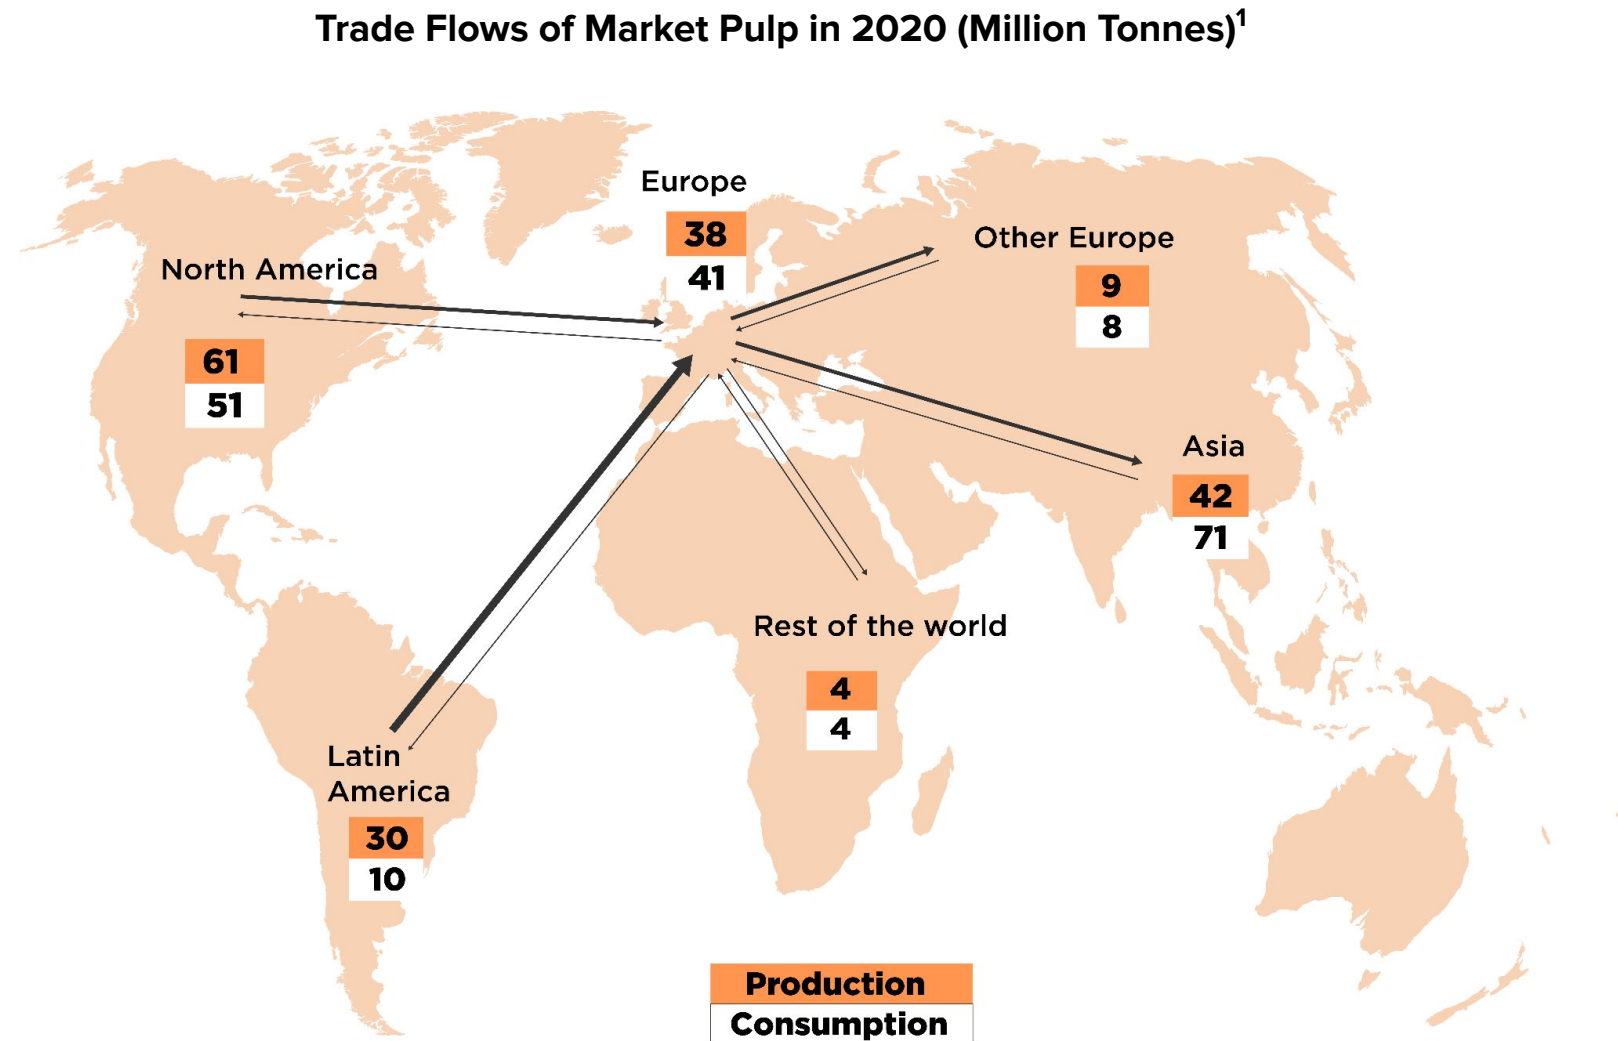 Trade Flows of Market Pulp in 2020 (Million Tonnes)¹
Europe
38
41
Other Europe
9
8
North America
61
51
Asia
42
71
Rest of the world
4
4
Latin
America
30
10
Production
Consumption